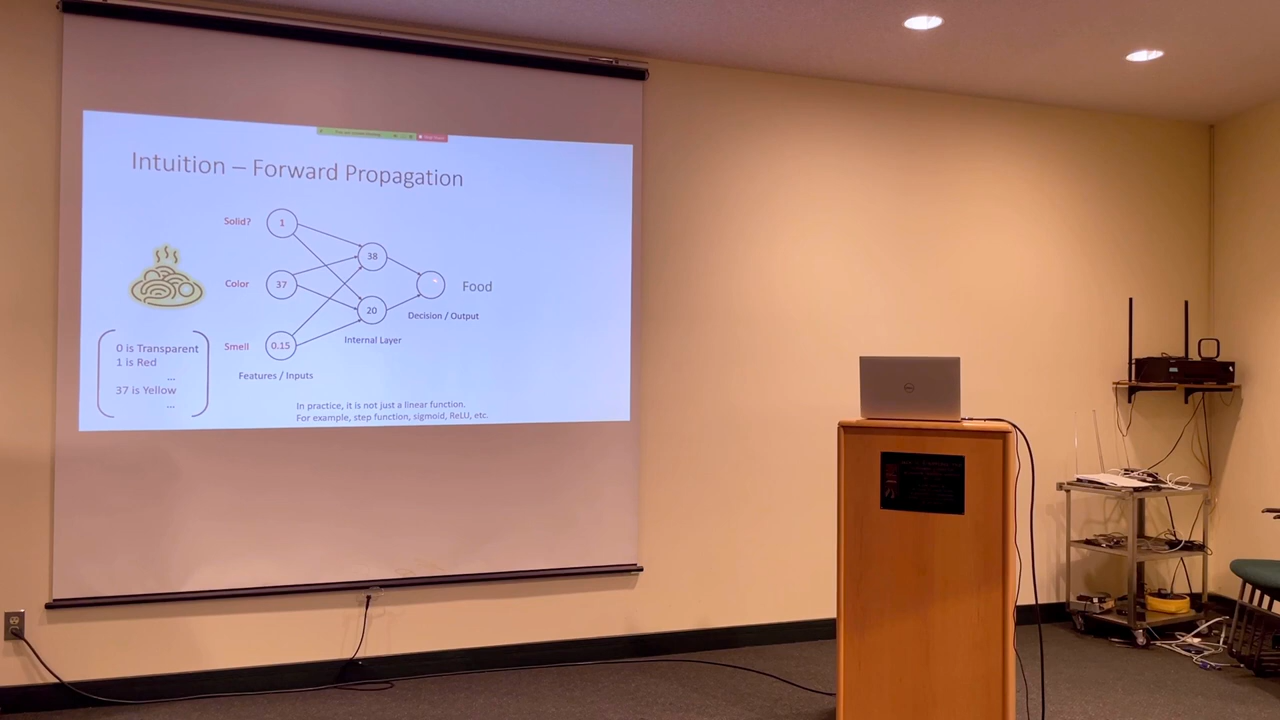 Intuition – Forward Propagation
Solid?
1
38
Color
37
Food
20
Decision / Output
Internal Layer
Smell
0.15
Features / Inputs
0 is Transparent
1 is Red
...
37 is Yellow
...
In practice, it is not just a linear function.
For example, step function, sigmoid, ReLU, etc.
DELL